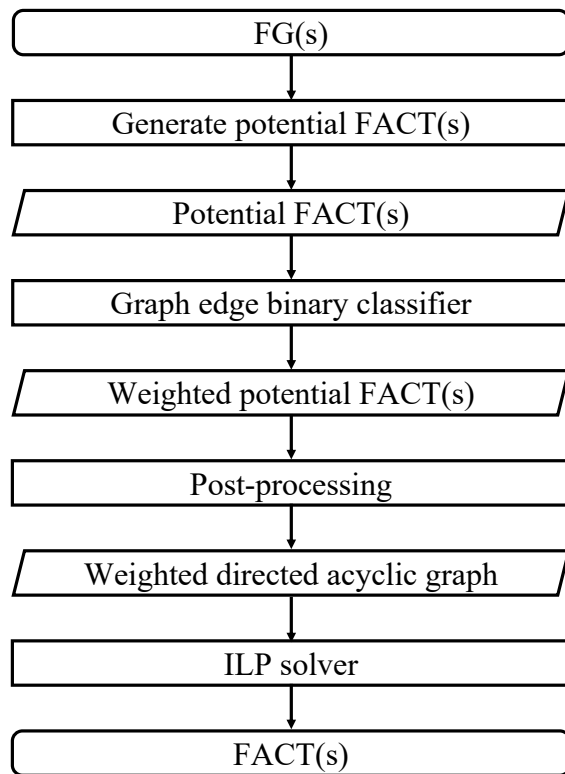 FG(s)
Generate potential FACT(s)
Potential FACT(s)
Graph edge binary classifier
Weighted potential FACT(s)
Post-processing
Weighted directed acyclic graph
ILP solver
FACT(s)